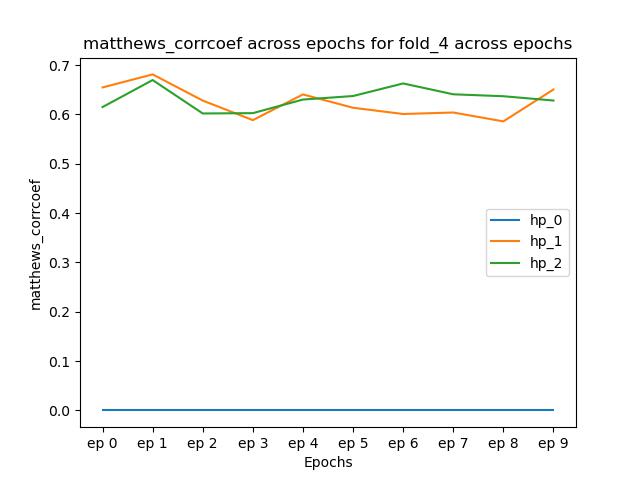 matthews_corrcoef across epochs for fold_4 across epochs
matthews_corrcoef
0.7
0.6
0.5
0.4
0.3
0.2
0.1
0.0
hp_0
hp_1
hp_2
ep 0 ep 1 ep 2 ep 3 ep 4 ep 5 ep 6 ep 7 ep 8 ep 9
Epochs